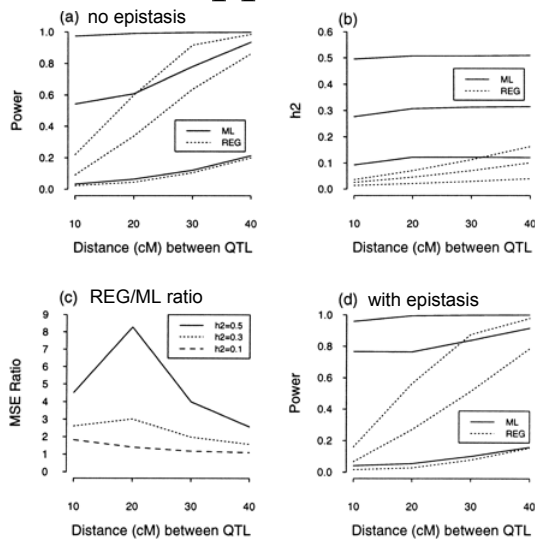 (a) no epistasis
1.0
0.8
0.6
0.4
0.2
0.0
Power
ML
REG
10 20 30 40
Distance (cM) between QTL
(b)
0.6
0.5
0.4
0.3
0.2
0.1
0.0
h2
ML
REG
10 20 30 40
Distance (cM) between QTL
(c) REG/ML ratio
9
8
7
6
5
4
3
2
1
0
MSE Ratio
h2=0.5
h2=0.3
h2=0.1
10 20 30 40
Distance (cM) between QTL
(d) with epistasis
1.0
0.8
0.6
0.4
0.2
0.0
Power
ML
REG
10 20 30 40
Distance (cM) between QTL